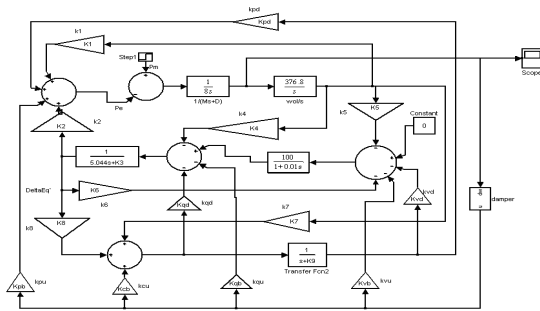 kpd
Kpd
k1
K1
Step1
Pm
Pe
1
8s
1/(Ms+D)
376.8
s
wol/s
Scope
K2
k2
k4
K4
k5
K5
Constant
0
1
5.044s+K3
100
1+0.01s
DeltaEq'
K6
k6
Kqd
kqd
k7
K7
Kvd
kvd
damper
K8
k8
1
s+K9
Transfer Fcn2
Kpb
kpu
Kcb
kcu
Kqb
kqu
Kvb
kvu